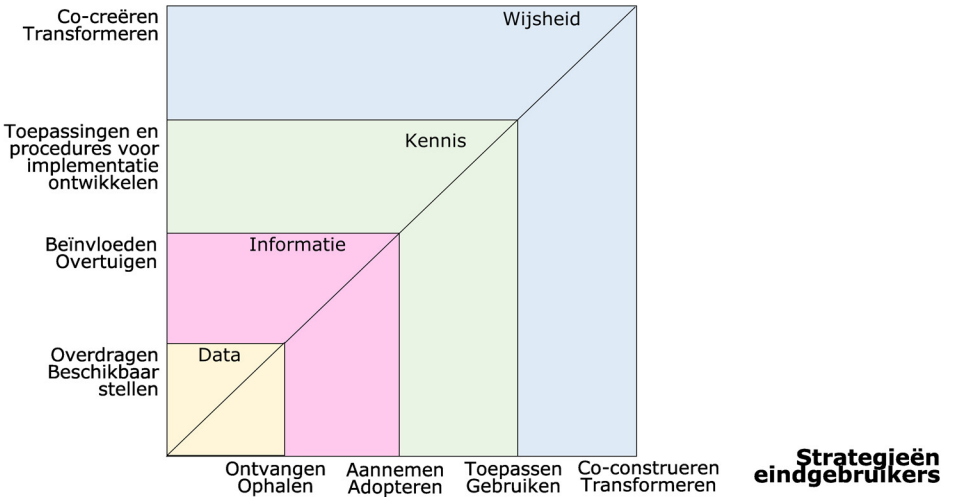 Co-creëren
Transformeren
Wijsheid
Toepassingen en
procedures voor
implementatie
ontwikkelen
Kennis
Beïnvloeden
Overtuigen
Informatie
Overdragen
Beschikbaar
stellen
Data
Ontvangen
Ophalen
Aannemen
Adopteren
Toepassen
Gebruiken
Co-construeren
Transformeren
Strategieën
eindgebruikers